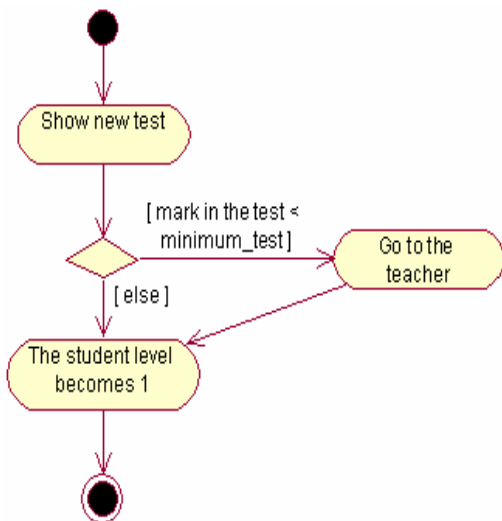 Show new test
[ mark in the test <
minimum_test ]
Go to the
teacher
[ else ]
The student level
becomes 1